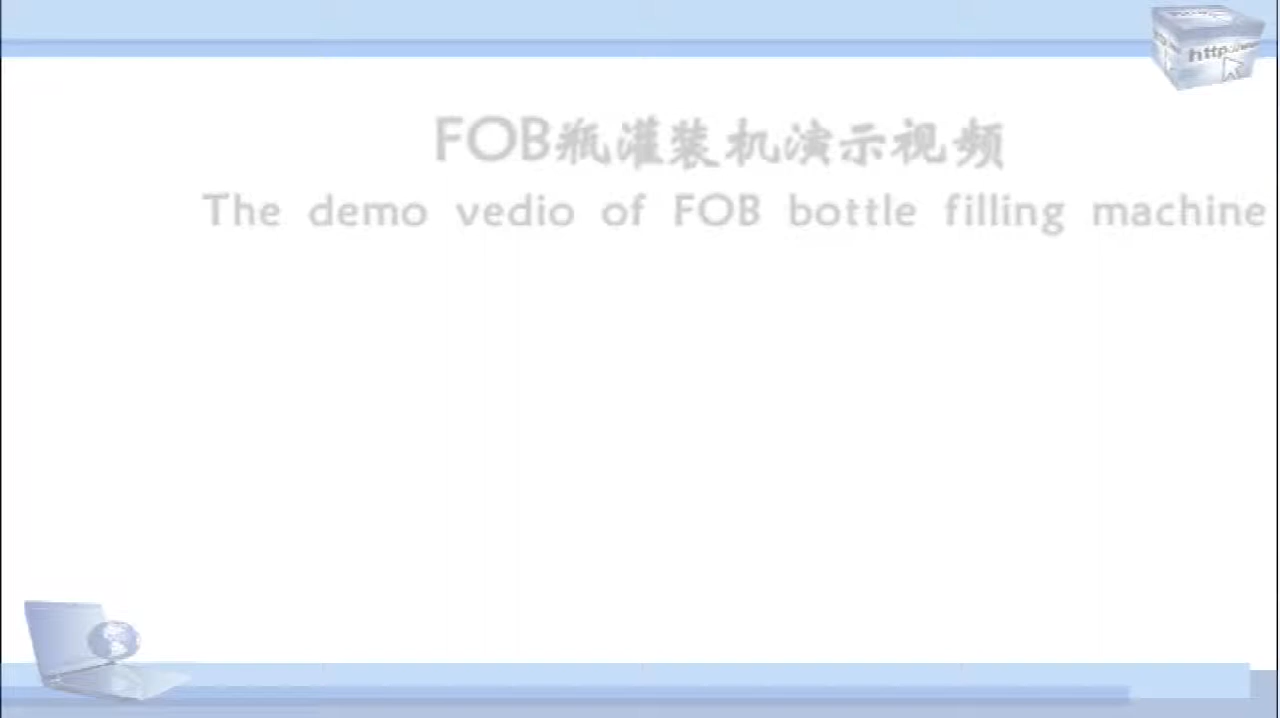 http://
FOB瓶灌装机演示视频
The demo vedio of FOB bottle filling machine